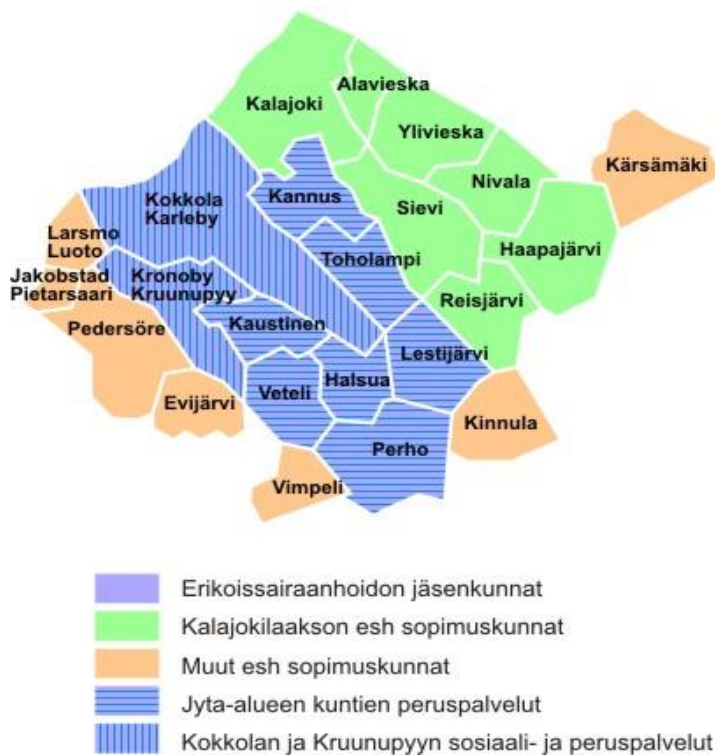 Alavieska
Kalajoki
Ylivieska
Kärsämäki
Nivala
Kokkola
Karleby
Kannus
Sievi
Larsmo
Luoto
Haapajärvi
Toholampi
Jakobstad
Pietarsaari
Kronoby
Kruunupyy
Reisjärvi
Pedersöre
Kaustinen
Lestijärvi
Halsua
Veteli
Evijärvi
Kinnula
Perho
Vimpeli
Erikoissairaanhoidon jäsenkunnat
Kalajokilaakson esh sopimuskunnat
Muut esh sopimuskunnat
Jyta-alueen kuntien peruspalvelut
Kokkolan ja Kruunupyyn sosiaali- ja peruspalvelut